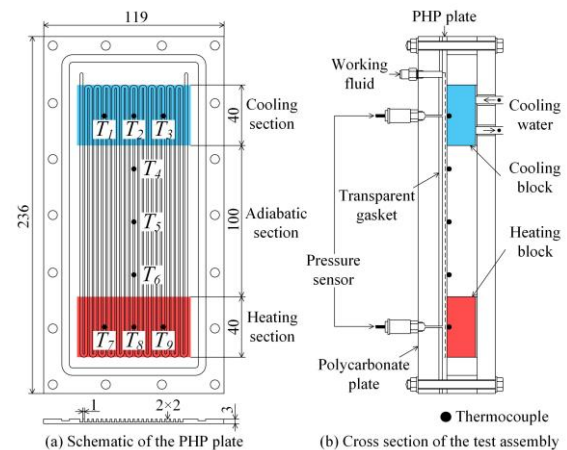 119
236
40
Cooling
section
T1
T2
T3
T4
100
Adiabatic
section
T5
T6
40
Heating
section
T7
T8
T9
1
2×2
3
(a) Schematic of the PHP plate
PHP plate
Working
fluid
Cooling
water
Cooling
block
Transparent
gasket
Heating
block
Pressure
sensor
Polycarbonate
plate
Thermocouple
(b) Cross section of the test assembly